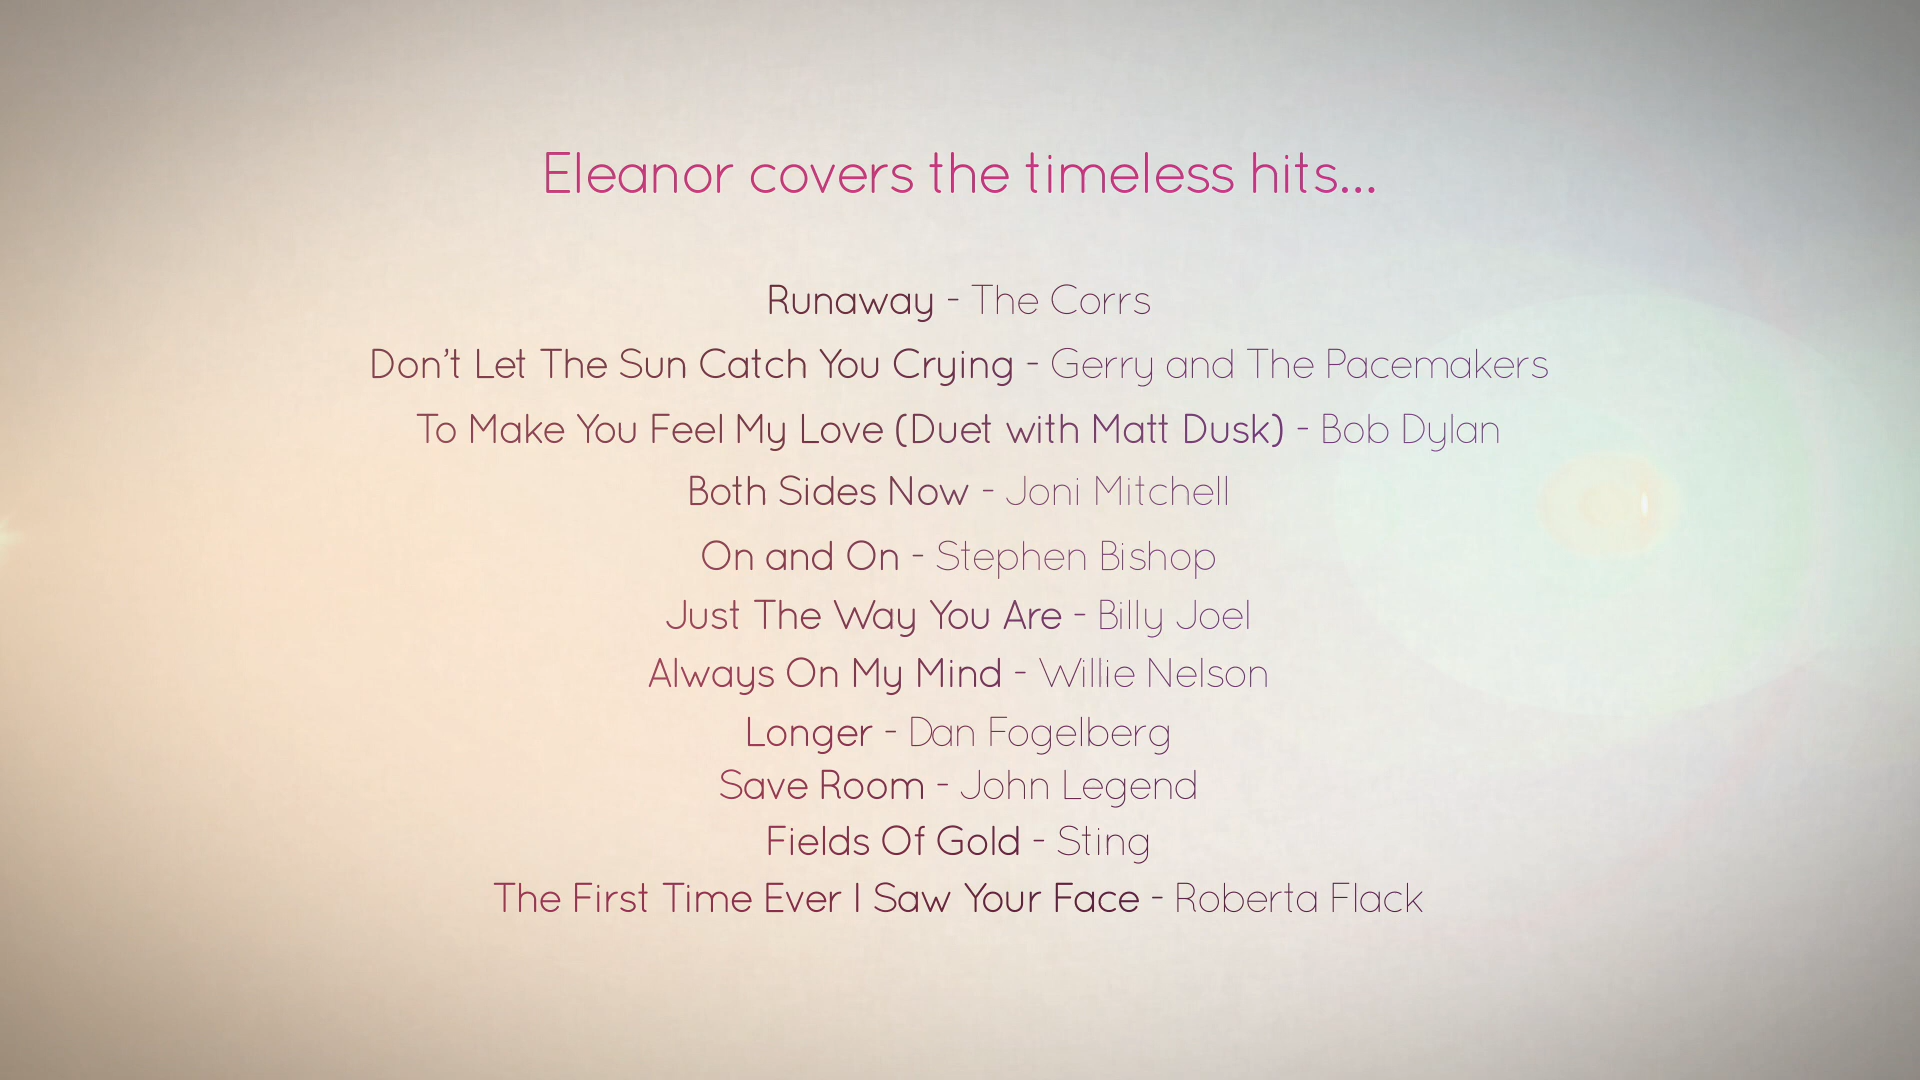 Eleanor covers the timeless hits...
Runaway - The Corrs
Don't Let The Sun Catch You Crying - Gerry and The Pacemakers
To Make You Feel My Love (Duet with Matt Dusk) - Bob Dylan
Both Sides Now - Joni Mitchell
On and On - Stephen Bishop
Just The Way You Are - Billy Joel
Always On My Mind - Willie Nelson
Longer - Dan Fogelberg
Save Room - John Legend
Fields Of Gold - Sting
The First Time Ever I Saw Your Face - Roberta Flack